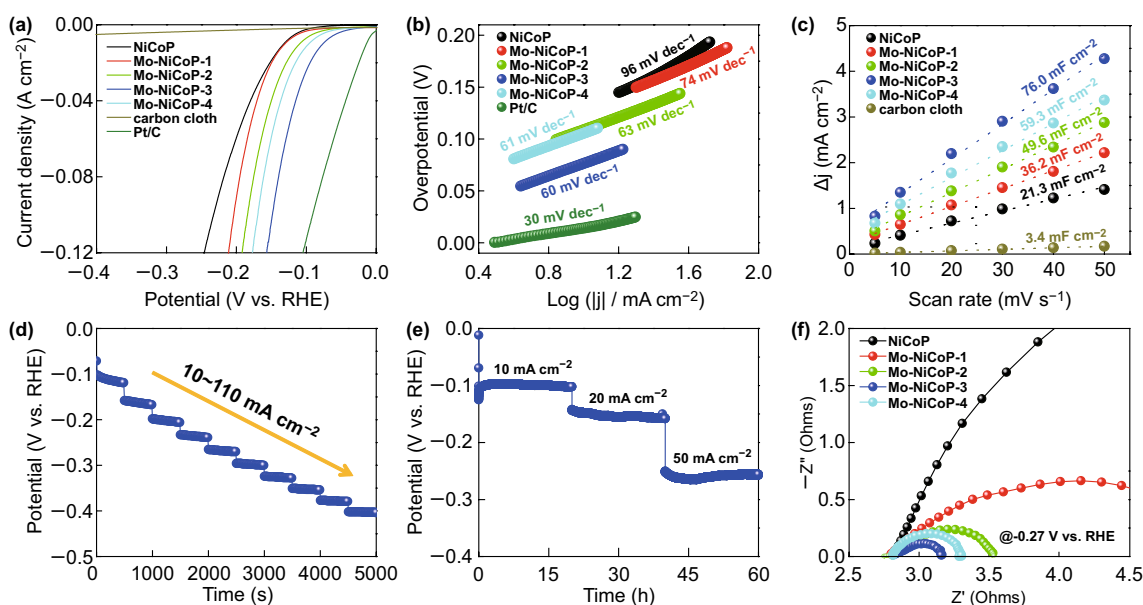 (a)
0.00
−0.04
−0.08
−0.12
Current density (A cm⁻²)
NiCoP
Mo-NiCoP-1
Mo-NiCoP-2
Mo-NiCoP-3
Mo-NiCoP-4
carbon cloth
Pt/C
−0.4
−0.3
−0.2
−0.1
0.0
Potential (V vs. RHE)
(b)
0.20
0.15
0.10
0.05
0.00
Overpotential (V)
NiCoP
Mo-NiCoP-1
Mo-NiCoP-2
Mo-NiCoP-3
Mo-NiCoP-4
Pt/C
96 mV dec⁻¹
74 mV dec⁻¹
61 mV dec⁻¹
63 mV dec⁻¹
60 mV dec⁻¹
30 mV dec⁻¹
0.4
0.8
1.2
1.6
2.0
Log (|j| / mA cm⁻²)
(c)
5
4
3
2
1
0
Δj (mA cm⁻²)
NiCoP
Mo-NiCoP-1
Mo-NiCoP-2
Mo-NiCoP-3
Mo-NiCoP-4
carbon cloth
76.0 mF cm⁻²
59.3 mF cm⁻²
49.6 mF cm⁻²
36.2 mF cm⁻²
21.3 mF cm⁻²
3.4 mF cm⁻²
0
10
20
30
40
50
Scan rate (mV s⁻¹)
(d)
0.0
−0.1
−0.2
−0.3
−0.4
−0.5
Potential (V vs. RHE)
10~110 mA cm⁻²
0
1000
2000
3000
4000
5000
Time (s)
(e)
0.0
−0.1
−0.2
−0.3
−0.4
Potential (V vs. RHE)
10 mA cm⁻²
20 mA cm⁻²
50 mA cm⁻²
0
15
30
45
60
Time (h)
(f)
2.0
1.5
1.0
0.5
0.0
−Z" (Ohms)
NiCoP
Mo-NiCoP-1
Mo-NiCoP-2
Mo-NiCoP-3
Mo-NiCoP-4
@-0.27 V vs. RHE
2.5
3.0
3.5
4.0
4.5
Z' (Ohms)